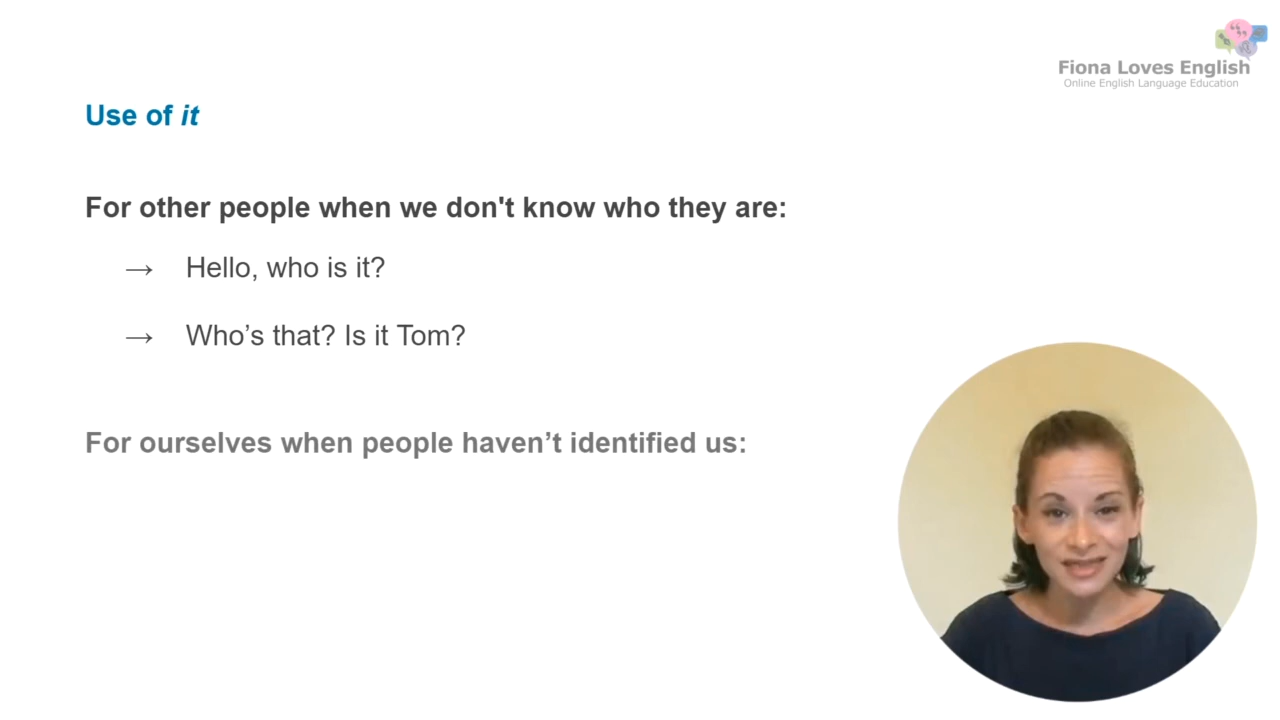 Fiona Loves English
Online English Language Education
Use of it
For other people when we don't know who they are:
→ Hello, who is it?
→ Who’s that? Is it Tom?
For ourselves when people haven’t identified us: